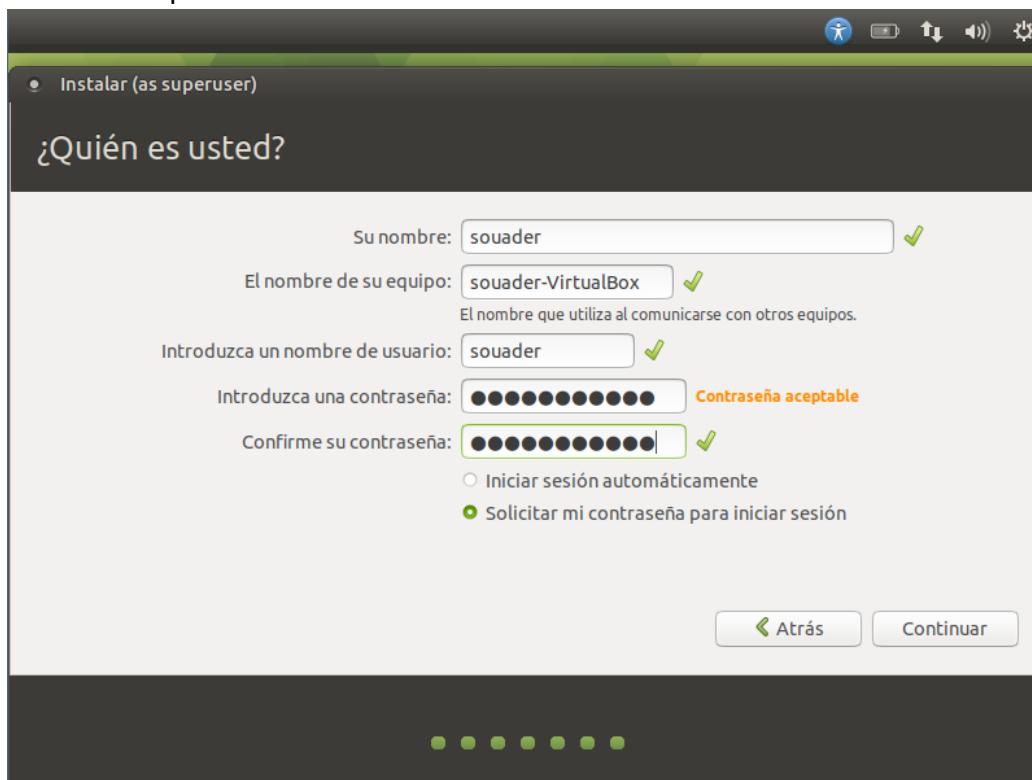 Instalar (as superuser)
¿Quién es usted?
Su nombre: souader
El nombre de su equipo: souader-VirtualBox
El nombre que utiliza al comunicarse con otros equipos.
Introduzca un nombre de usuario: souader
Introduzca una contraseña: ●●●●●●●●●●● Contraseña aceptable
Confirme su contraseña: ●●●●●●●●●●●
Iniciar sesión automáticamente
Solicitar mi contraseña para iniciar sesión
Atrás Continuar